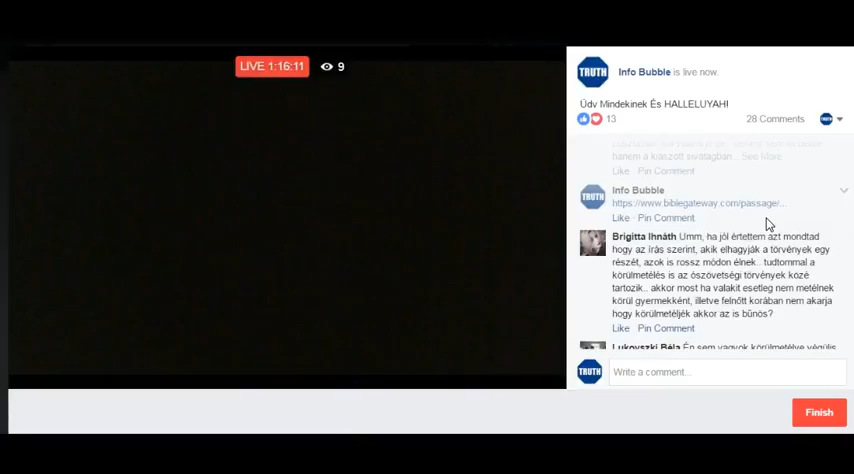 LIVE 1:16:11
9
TRUTH
Info Bubble is live now.
Üdv Mindekinek És HALLELUYAH!
13
28 Comments
TRUTH
hanem a kiaszott sivatagban... See More
Like · Pin Comment
TRUTH
Info Bubble
https://www.biblegateway.com/passage/...
Like · Pin Comment
Brigitta Ihnáth Umm, ha jól értettem azt mondtad
hogy az írás szerint, akik elhagyják a törvények egy
részét, azok is rossz módon élnek.. tudtommal a
körülmetélés is az ószövetségi törvények közé
tartozik.. akkor most ha valakit esetleg nem metélnek
körül gyermekként, illetve felnőtt korában nem akarja
hogy körülmetéljék akkor az is bűnös?
Like · Pin Comment
Lukovszki Béla Én sem vagyok körülmetélve végülis
TRUTH
Write a comment...
Finish